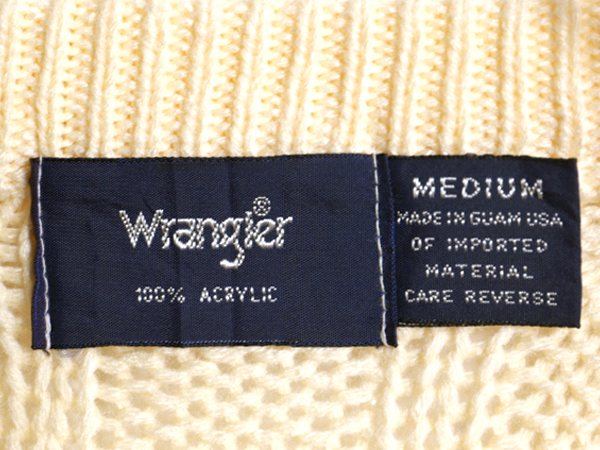 Wrangler®
100% ACRYLIC
MEDIUM
MADE IN GUAM USA
OF IMPORTED
MATERIAL
CARE REVERSE